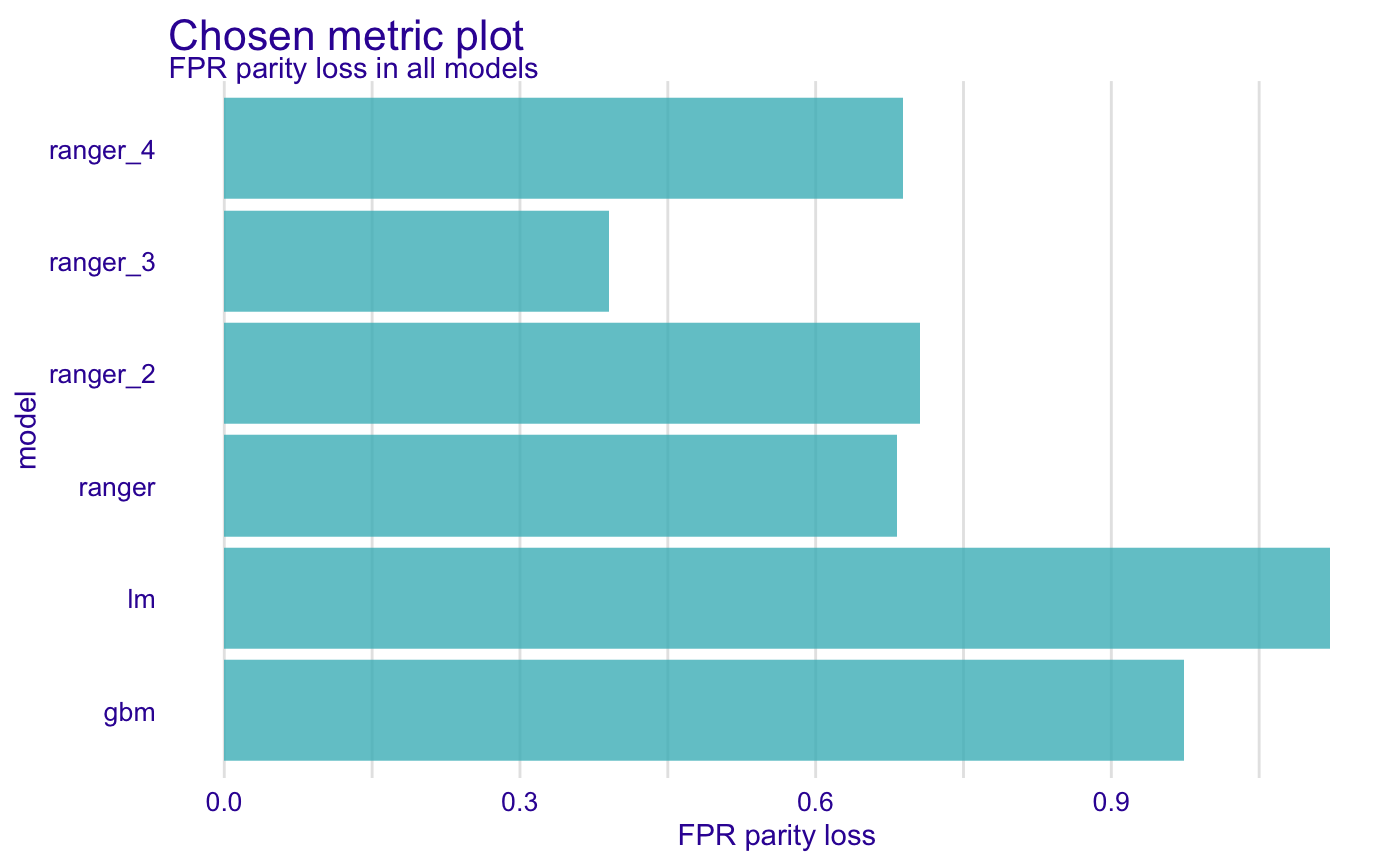 Chosen metric plot
FPR parity loss in all models
ranger_4
ranger_3
ranger_2
ranger
lm
gbm
model
0.0 0.3 0.6 0.9
FPR parity loss